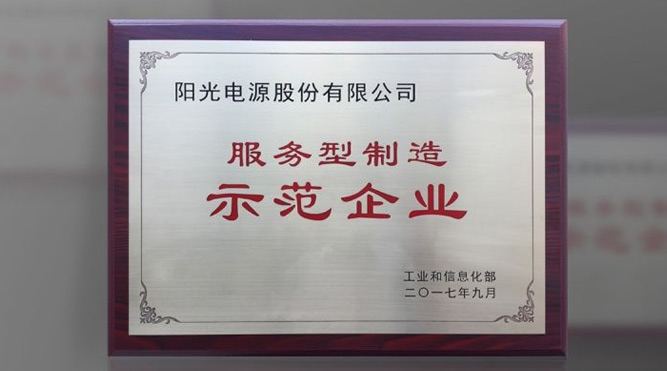 阳光电源股份有限公司
服务型制造
示范企业
工业和信息化部
二〇一七年九月